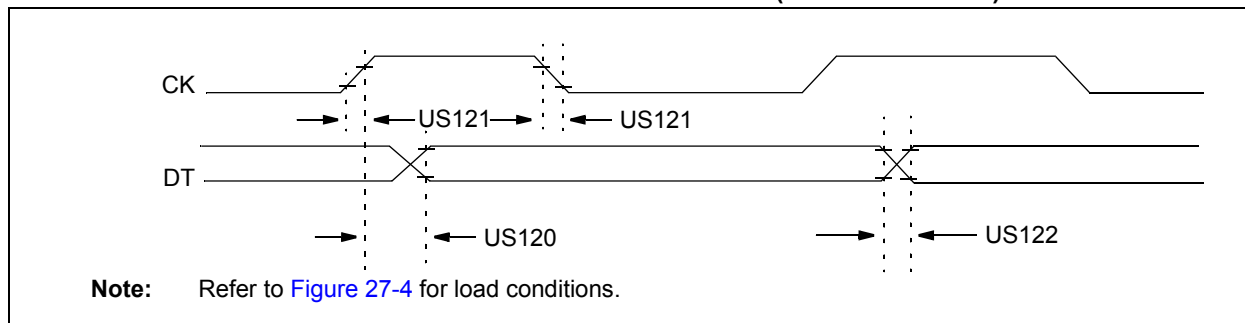 CK
US121
US121
DT
US120
US122
Note: Refer to Figure 27-4 for load conditions.